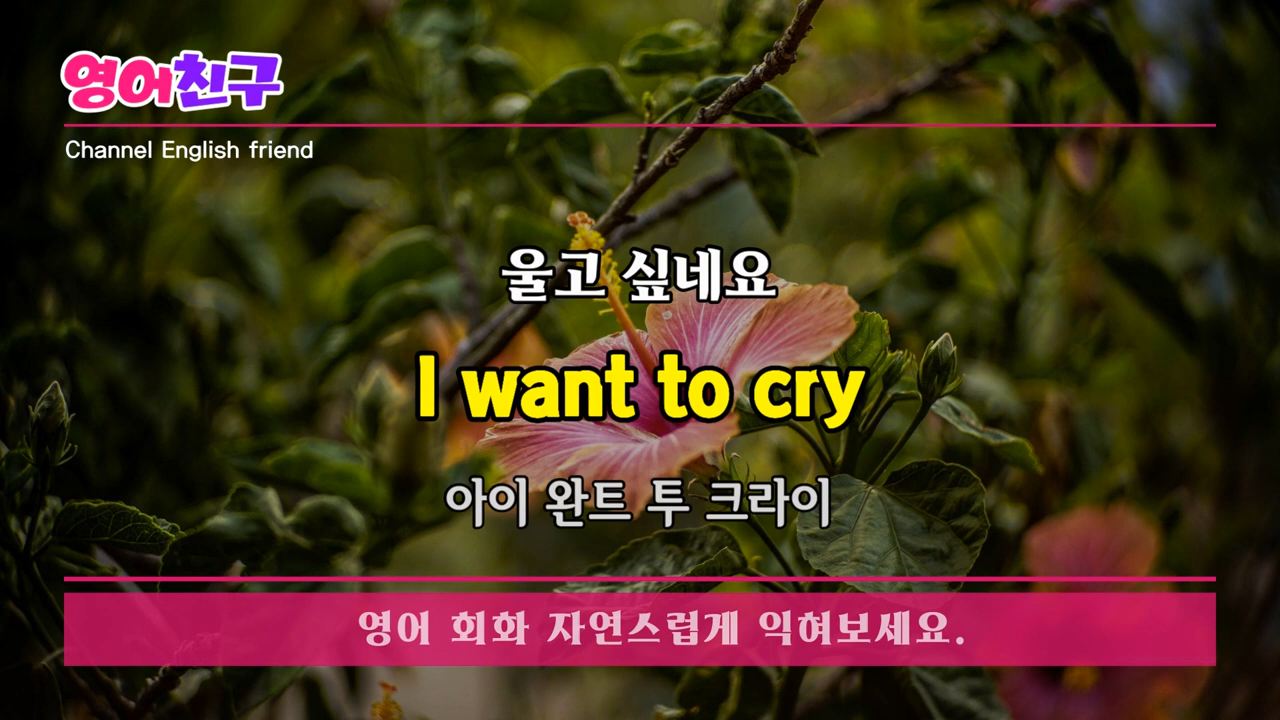 영어친구
Channel English friend
울고 싶네요
I want to cry
아이 완트 투 크라이
영어 회화 자연스럽게 익혀보세요.